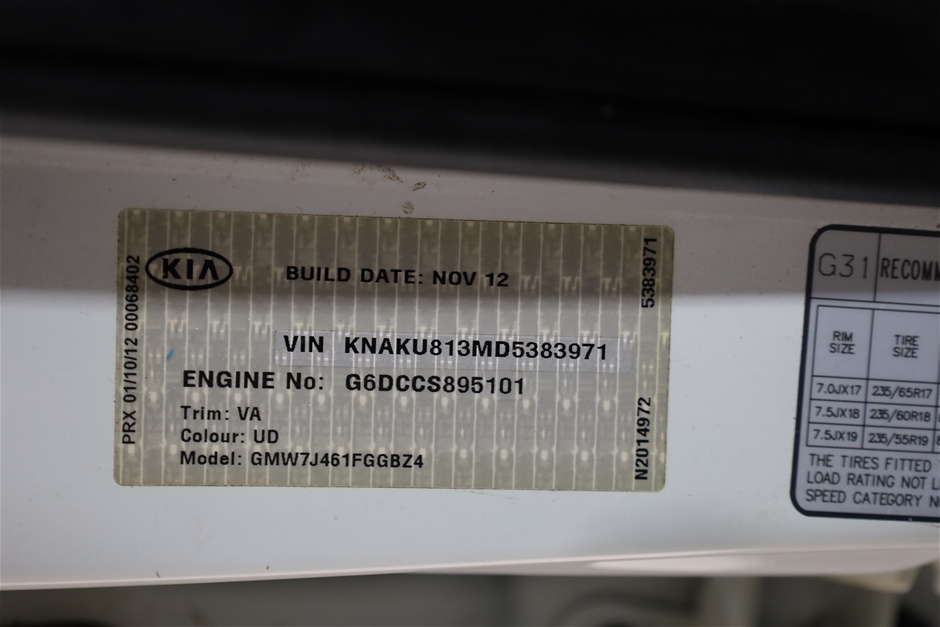 KIA
BUILD DATE: NOV 12
VIN KNAKU813MD5383971
ENGINE No: G6DCCS895101
Trim: VA
Colour: UD
Model: GMW7J461FGGBZ4
PRX 01/10/12 00068402
5383971
N2014972
G31 RECOMM
RIM SIZE
TIRE SIZE
7.0JX17 235/65R17
7.5JX18 235/60R18
7.5JX19 235/55R19
THE TIRES FITTED
LOAD RATING NOT L
SPEED CATEGORY N